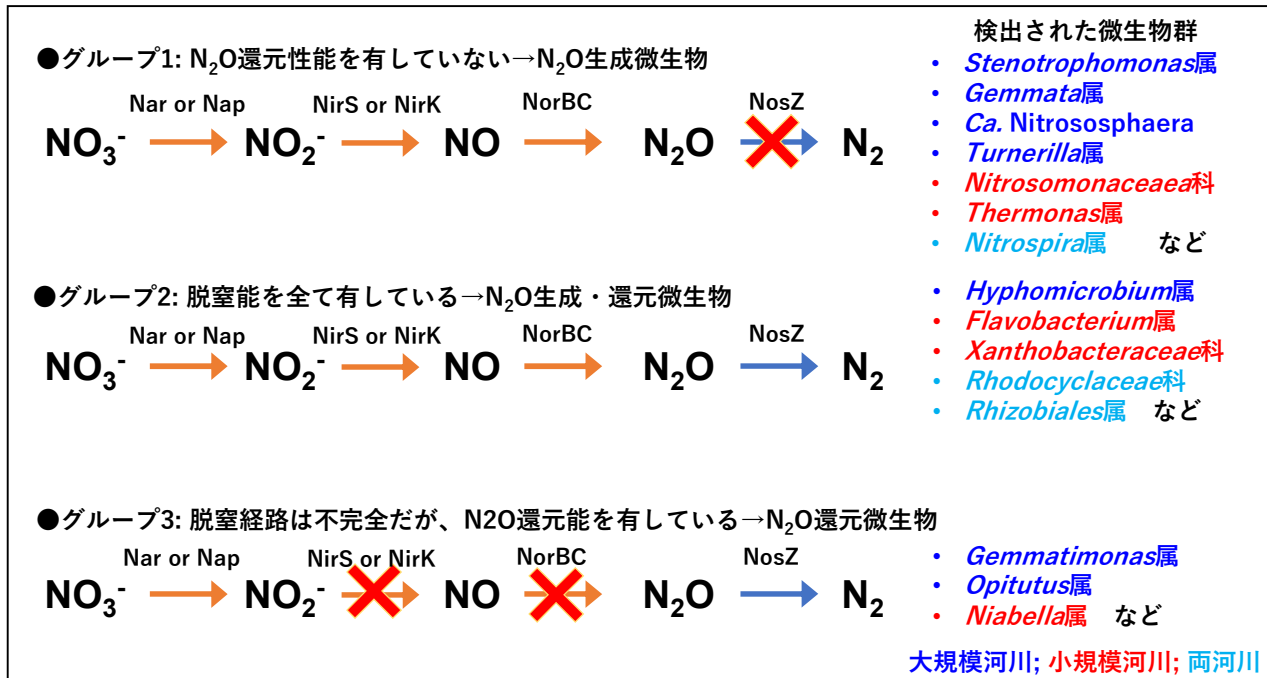 検出された微生物群
●グループ1: N₂O還元性能を有していない→N₂O生成微生物
Nar or Nap NirS or NirK NorBC NosZ
NO₃⁻ NO₂⁻ NO N₂O N₂
• Stenotrophomonas属
• Gemmata属
• Ca. Nitrososphaera
• Turnerilla属
• Nitrosomonaceaea科
• Thermonas属
• Nitrospira属 など
●グループ2: 脱窒能を全て有している→N₂O生成・還元微生物
Nar or Nap NirS or NirK NorBC NosZ
NO₃⁻ NO₂⁻ NO N₂O N₂
• Hyphomicrobium属
• Flavobacterium属
• Xanthobacteraceae科
• Rhodocyclaceae科
• Rhizobiales属 など
●グループ3: 脱窒経路は不完全だが、N2O還元能を有している→N₂O還元微生物
Nar or Nap NirS or NirK NorBC NosZ
NO₃⁻ NO₂⁻ NO N₂O N₂
• Gemmatimonas属
• Opitutus属
• Niabella属 など
大規模河川; 小規模河川; 両河川